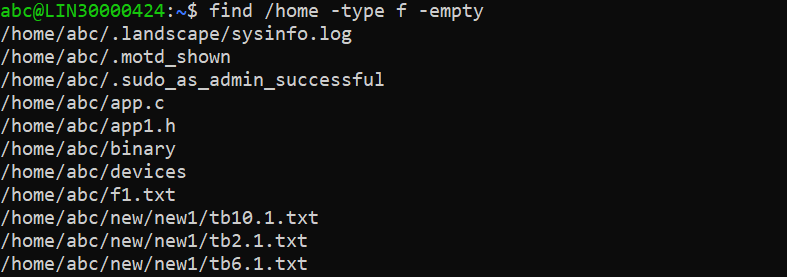 abc@LIN30000424:~$ find /home -type f -empty
/home/abc/.landscape/sysinfo.log
/home/abc/.motd_shown
/home/abc/.sudo_as_admin_successful
/home/abc/app.c
/home/abc/app1.h
/home/abc/binary
/home/abc/devices
/home/abc/f1.txt
/home/abc/new/new1/tb10.1.txt
/home/abc/new/new1/tb2.1.txt
/home/abc/new/new1/tb6.1.txt